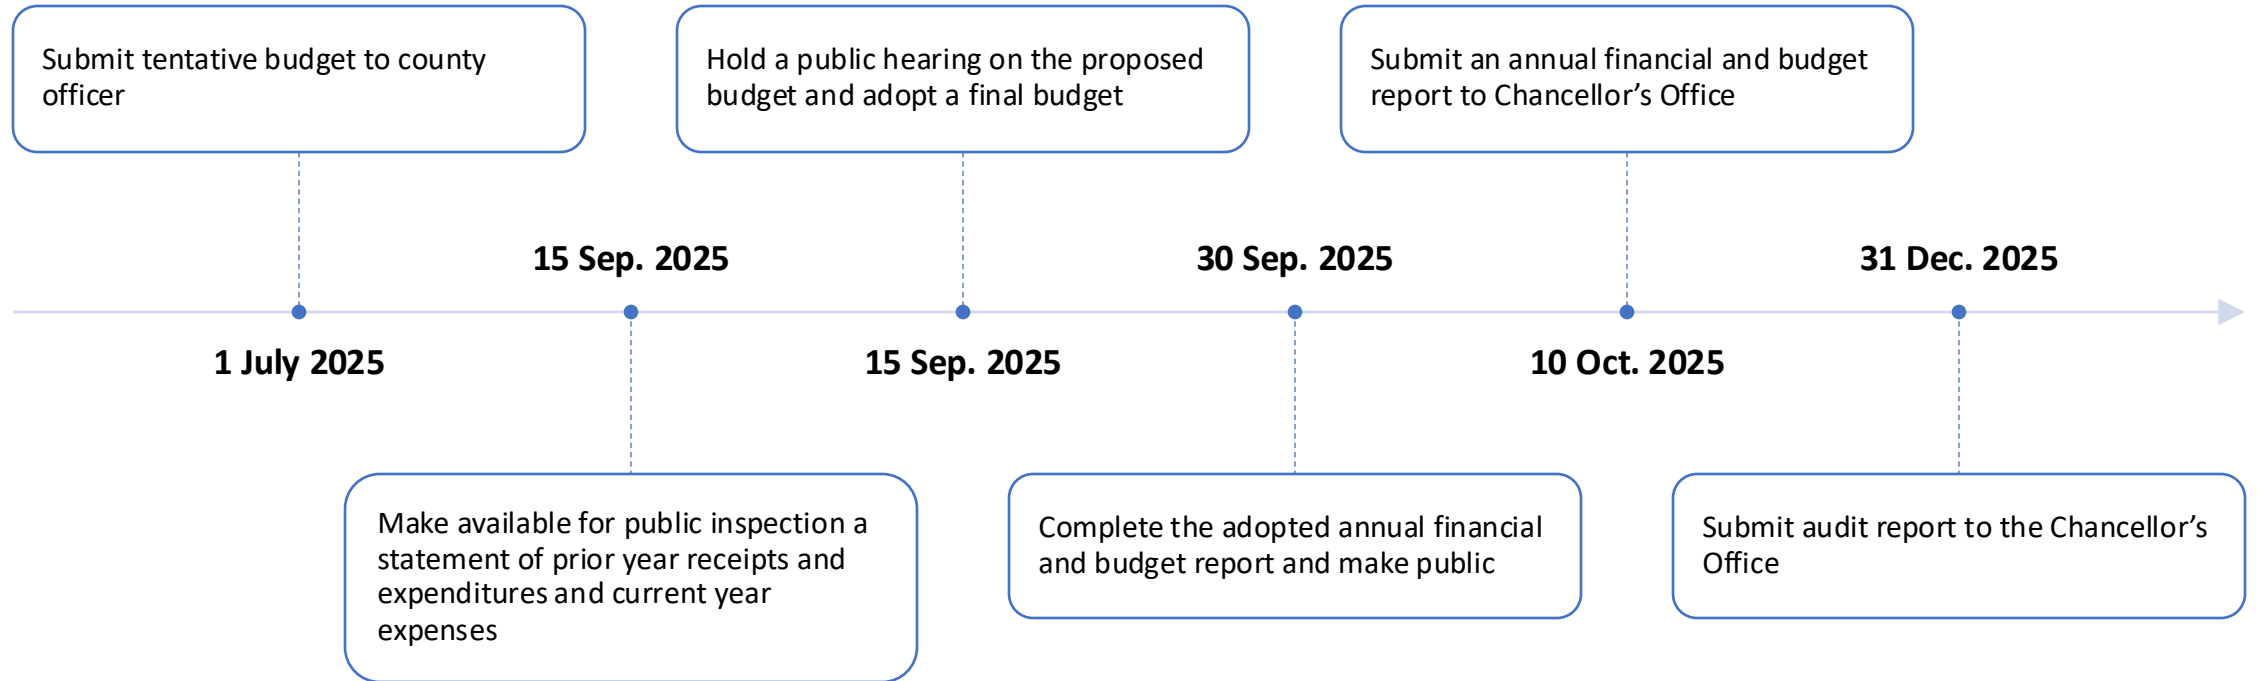 Submit tentative budget to county
officer
Hold a public hearing on the proposed
budget and adopt a final budget
Submit an annual financial and budget
report to Chancellor’s Office
15 Sep. 2025
30 Sep. 2025
31 Dec. 2025
1 July 2025
15 Sep. 2025
10 Oct. 2025
Make available for public inspection a
statement of prior year receipts and
expenditures and current year
expenses
Complete the adopted annual financial
and budget report and make public
Submit audit report to the Chancellor’s
Office